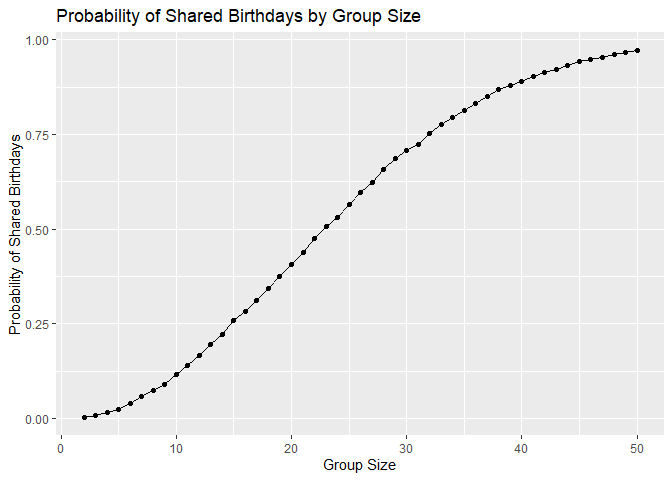 Probability of Shared Birthdays by Group Size
1.00
0.75
0.50
0.25
0.00
Probability of Shared Birthdays
0 10 20 30 40 50
Group Size